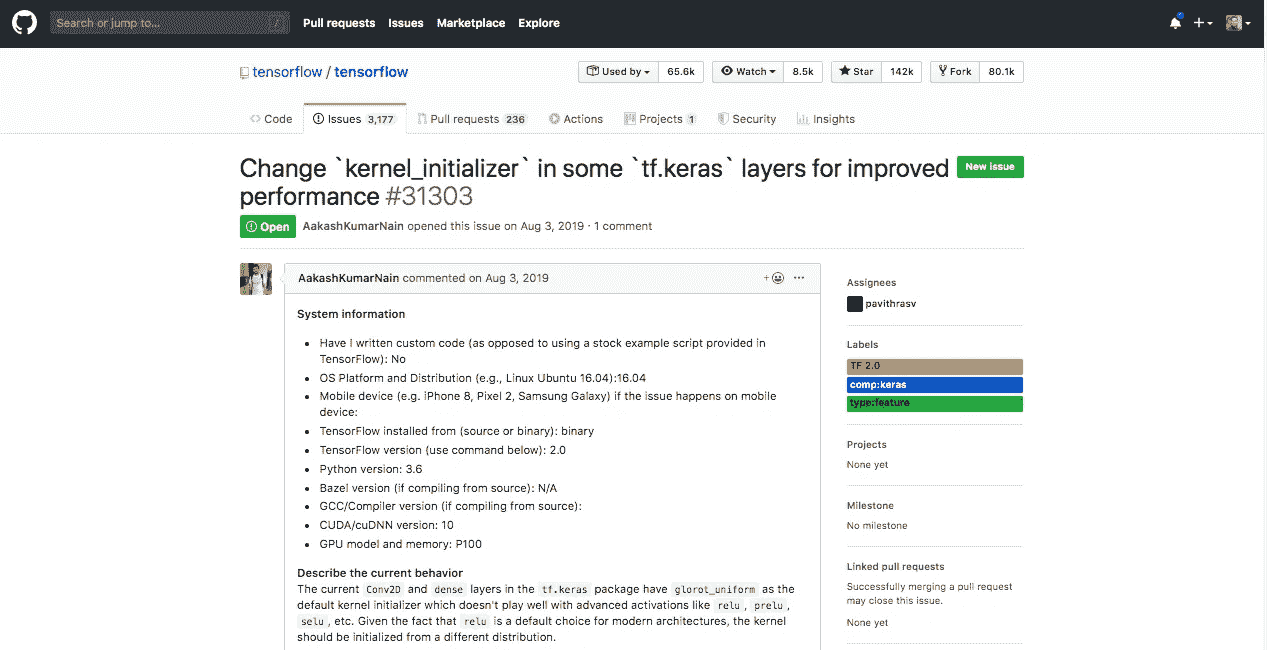 Search or jump to... /
Pull requests Issues Marketplace Explore
tensorflow / tensorflow
Used by 65.6k Watch 8.5k Star 142k Fork 80.1k
Code Issues 3,177 Pull requests 236 Actions Projects 1 Security Insights
Change `kernel_initializer` in some `tf.keras` layers for improved
performance #31303
New issue
Open AakashKumarNain opened this issue on Aug 3, 2019 · 1 comment
AakashKumarNain commented on Aug 3, 2019
System information
Have I written custom code (as opposed to using a stock example script provided in
TensorFlow): No
OS Platform and Distribution (e.g., Linux Ubuntu 16.04):16.04
Mobile device (e.g. iPhone 8, Pixel 2, Samsung Galaxy) if the issue happens on mobile
device:
TensorFlow installed from (source or binary): binary
TensorFlow version (use command below): 2.0
Python version: 3.6
Bazel version (if compiling from source): N/A
GCC/Compiler version (if compiling from source):
CUDA/cuDNN version: 10
GPU model and memory: P100
Describe the current behavior
The current Conv2D and dense layers in the tf.keras package have glorot_uniform as the
default kernel initializer which doesn't play well with advanced activations like relu, prelu,
selu, etc. Given the fact that relu is a default choice for modern architectures, the kernel
should be initialized from a different distribution.
Assignees
pavithrasv
Labels
TF 2.0
comp:keras
type:feature
Projects
None yet
Milestone
No milestone
Linked pull requests
Successfully merging a pull request
may close this issue.
None yet